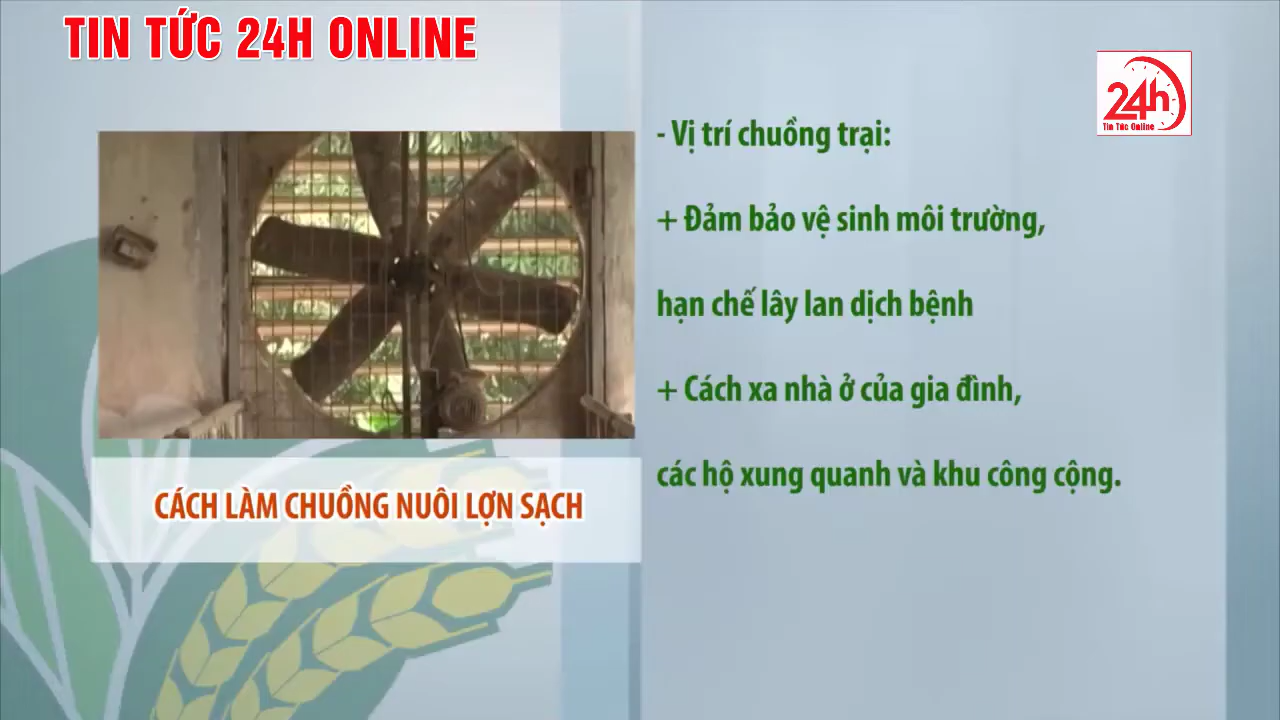 TIN TỨC 24H ONLINE
24h
Tin Tức Online
- Vị trí chuồng trại:
+ Đảm bảo vệ sinh môi trường,
hạn chế lây lan dịch bệnh
+ Cách xa nhà ở của gia đình,
các hộ xung quanh và khu công cộng.
CÁCH LÀM CHUỒNG NUÔI LỢN SẠCH